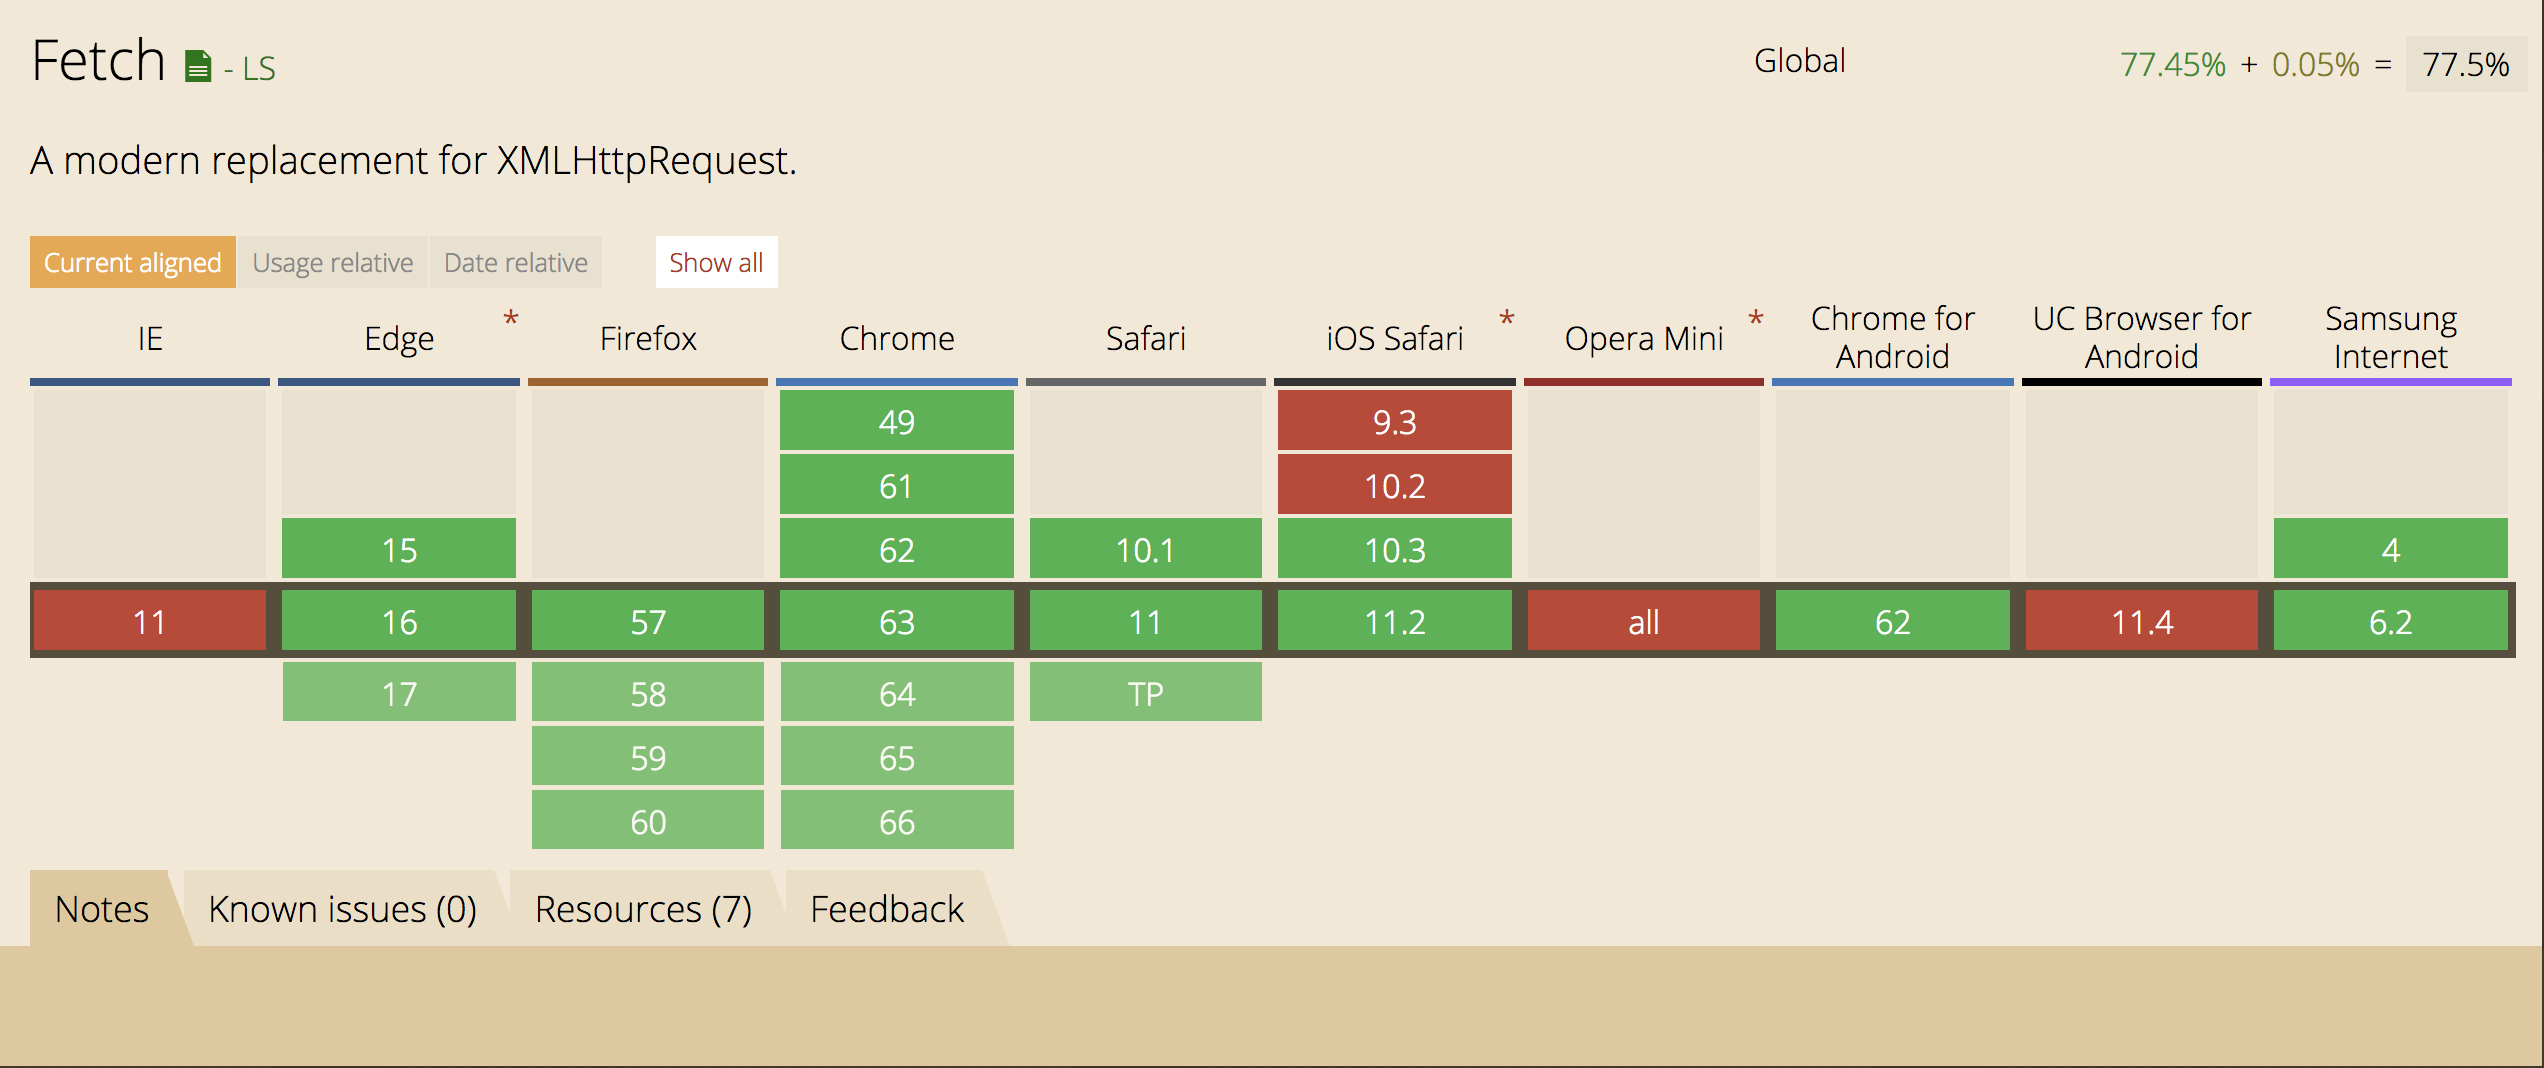 Fetch - LS
Global 77.45% + 0.05% = 77.5%
A modern replacement for XMLHttpRequest.
Current aligned Usage relative Date relative Show all
IE Edge * Firefox Chrome Safari iOS Safari * Opera Mini * Chrome for Android UC Browser for Android Samsung Internet
49 9.3
61 10.2
15 62 10.1 10.3 4
11 16 57 63 11 11.2 all 62 11.4 6.2
17 58 64 TP
59 65
60 66
Notes Known issues (0) Resources (7) Feedback